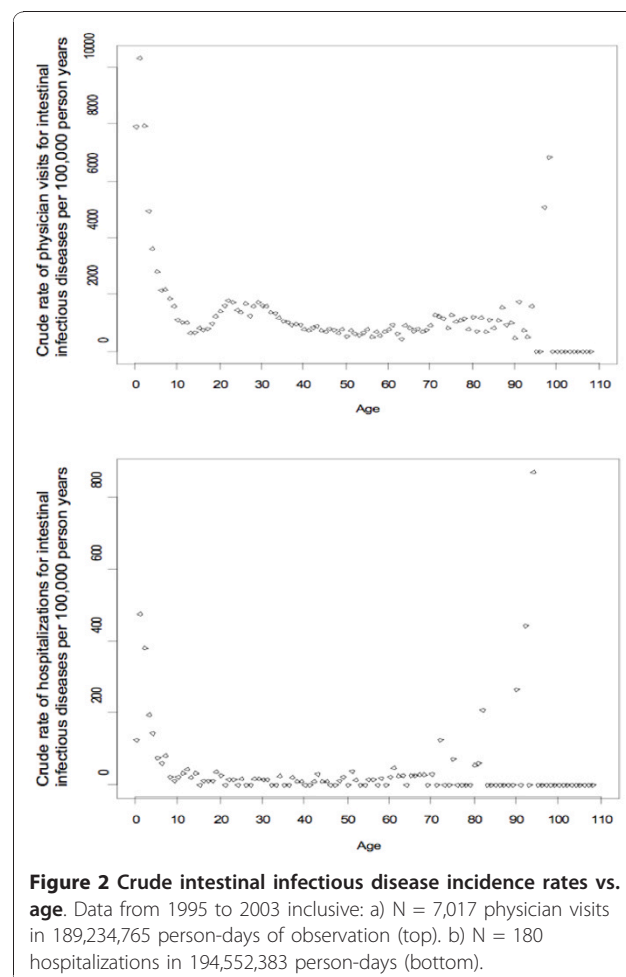 Crude rate of physician visits for intestinal
infectious diseases per 100,000 person years
10000
8000
6000
4000
2000
0
0 10 20 30 40 50 60 70 80 90 100 110
Age
Crude rate of hospitalizations for intestinal
infectious diseases per 100,000 person years
800
600
400
200
0
0 10 20 30 40 50 60 70 80 90 100 110
Age
Figure 2 Crude intestinal infectious disease incidence rates vs.
age. Data from 1995 to 2003 inclusive: a) N = 7,017 physician visits
in 189,234,765 person-days of observation (top). b) N = 180
hospitalizations in 194,552,383 person-days (bottom).